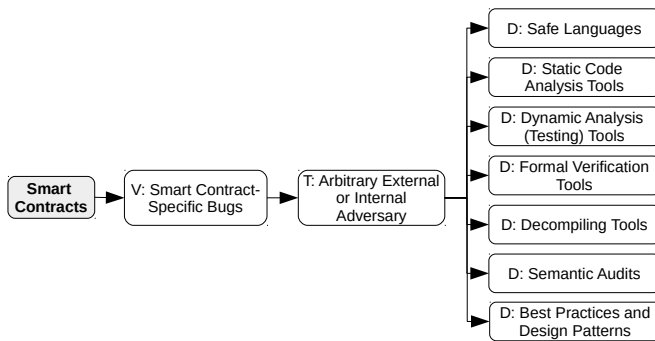 Smart
Contracts
V: Smart Contract-
Specific Bugs
T: Arbitrary External
or Internal
Adversary
D: Safe Languages
D: Static Code
Analysis Tools
D: Dynamic Analysis
(Testing) Tools
D: Formal Verification
Tools
D: Decompiling Tools
D: Semantic Audits
D: Best Practices and
Design Patterns